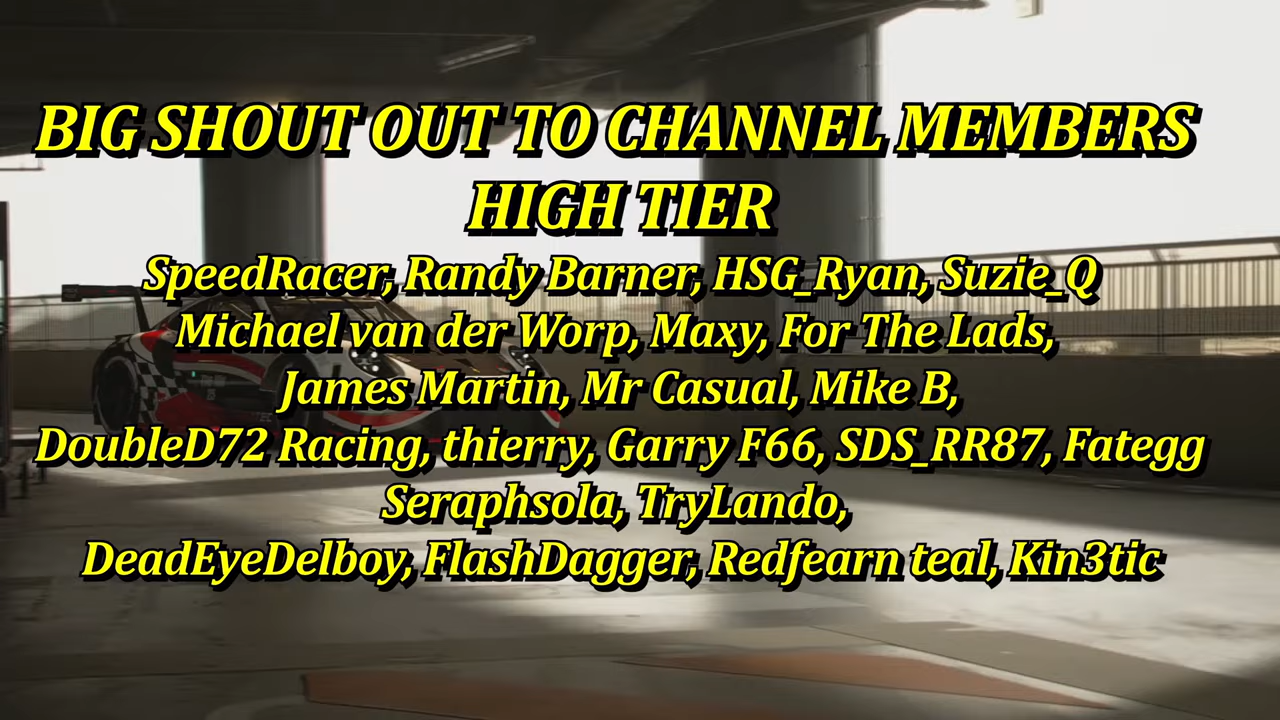 BIG SHOUT OUT TO CHANNEL MEMBERS
HIGH TIER
SpeedRacer, Randy Barner, HSG_Ryan, Suzie_Q
Michael van der Worp, Maxy, For The Lads,
James Martin, Mr Casual, Mike B,
DoubleD72 Racing, thierry, Garry F66, SDS_RR87, Fategg
Seraphsola, TryLando,
DeadEyeDelboy, FlashDagger, Redfearn teal, Kin3tic